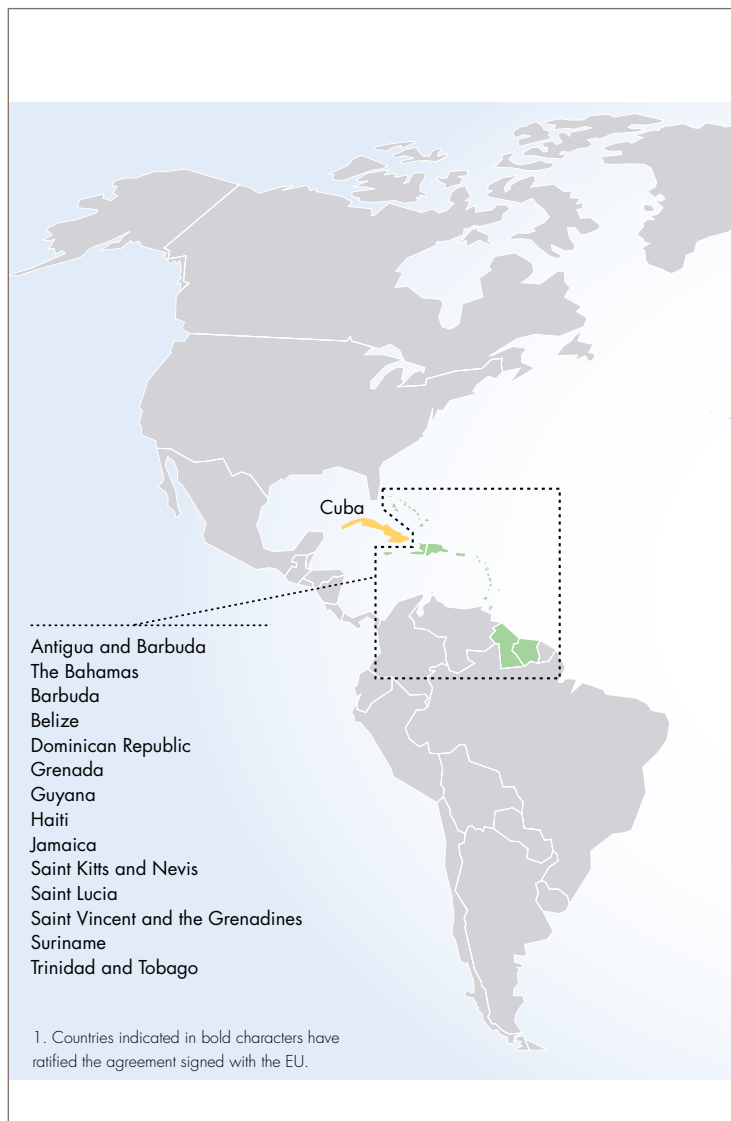 Cuba
Antigua and Barbuda
The Bahamas
Barbuda
Belize
Dominican Republic
Grenada
Guyana
Haiti
Jamaica
Saint Kitts and Nevis
Saint Lucia
Saint Vincent and the Grenadines
Suriname
Trinidad and Tobago
1. Countries indicated in bold characters have
ratified the agreement signed with the EU.